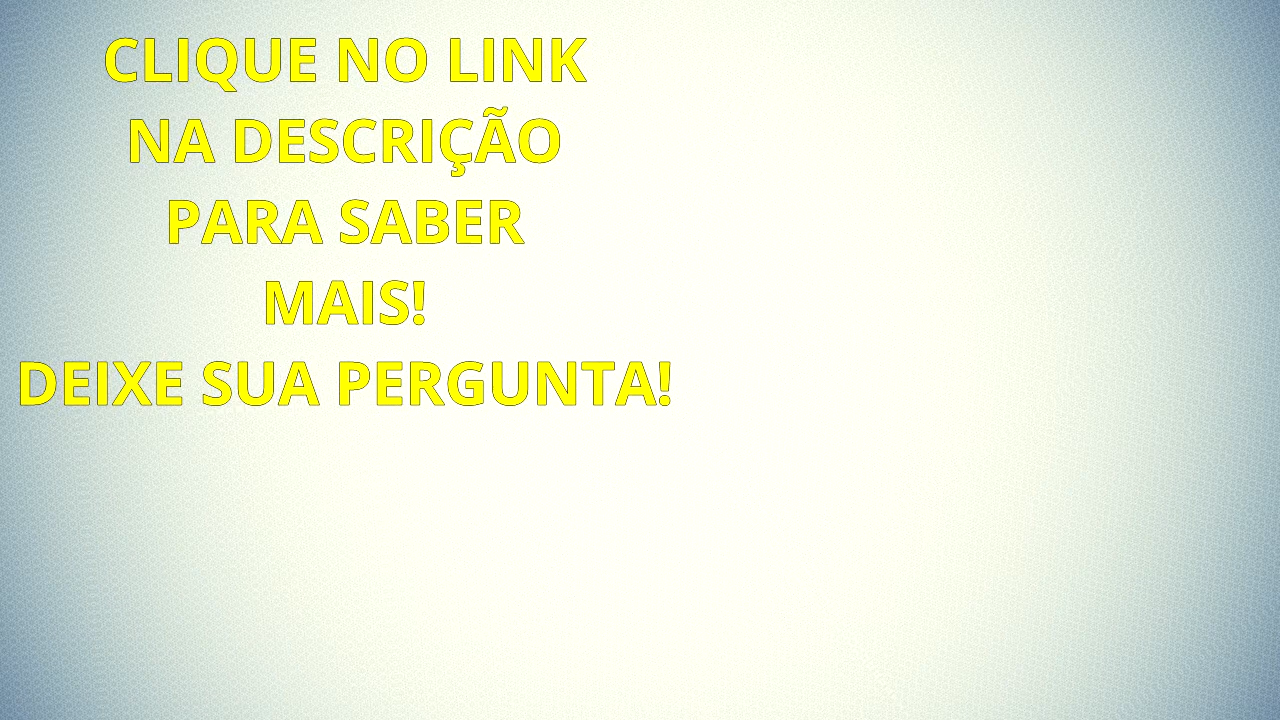 CLIQUE NO LINK
NA DESCRIÇÃO
PARA SABER
MAIS!
DEIXE SUA PERGUNTA!